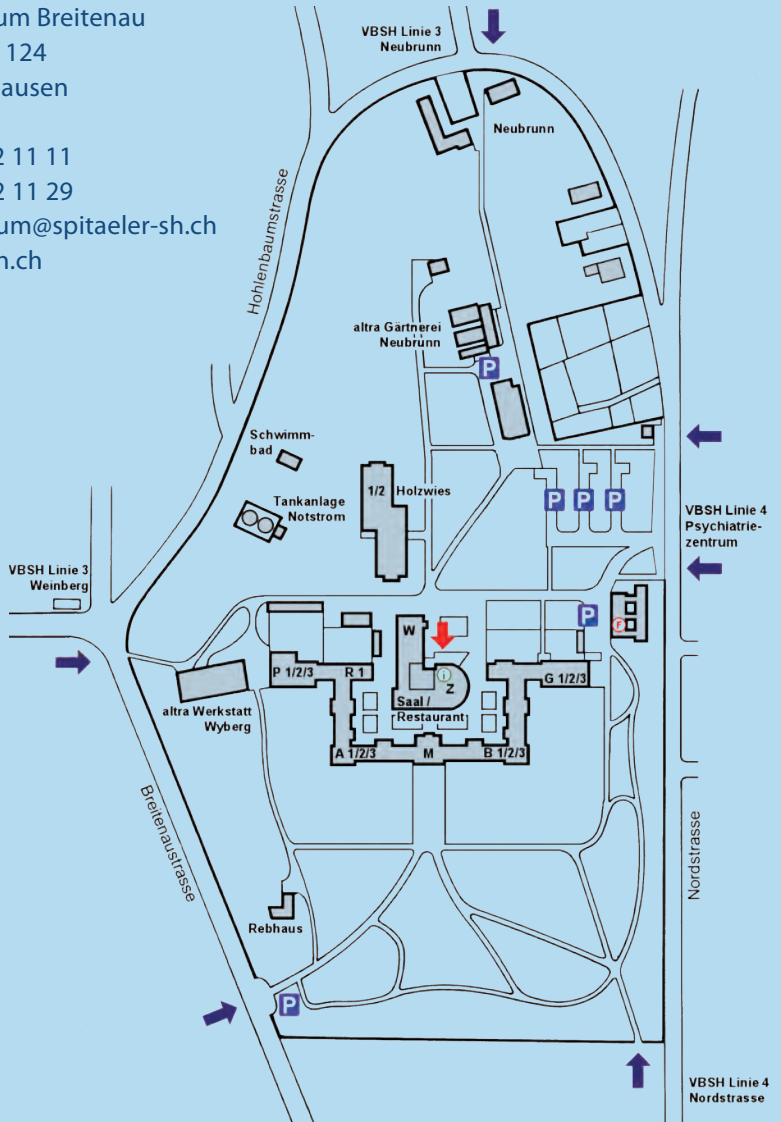 um Breitenau
124
ausen
2 11 11
2 11 29
um@spitaeler-sh.ch
h.ch
VBSH Linie 3
Neubrunn
Neubrunn
Hohlenbaumstrasse
altra Gärtnerei
Neubrunn
P
Schwimm-
bad
1/2 Holzwies
Tankanlage
Notstrom
P P P
VBSH Linie 4
Psychiatrie-
zentrum
VBSH Linie 3
Weinberg
P
F
W
i
Z
P 1/2/3
R 1
G 1/2/3
Saal /
Restaurant
altra Werkstatt
Wyberg
A 1/2/3
M
B 1/2/3
Breitenaustrasse
Nordstrasse
Rebhaus
P
VBSH Linie 4
Nordstrasse